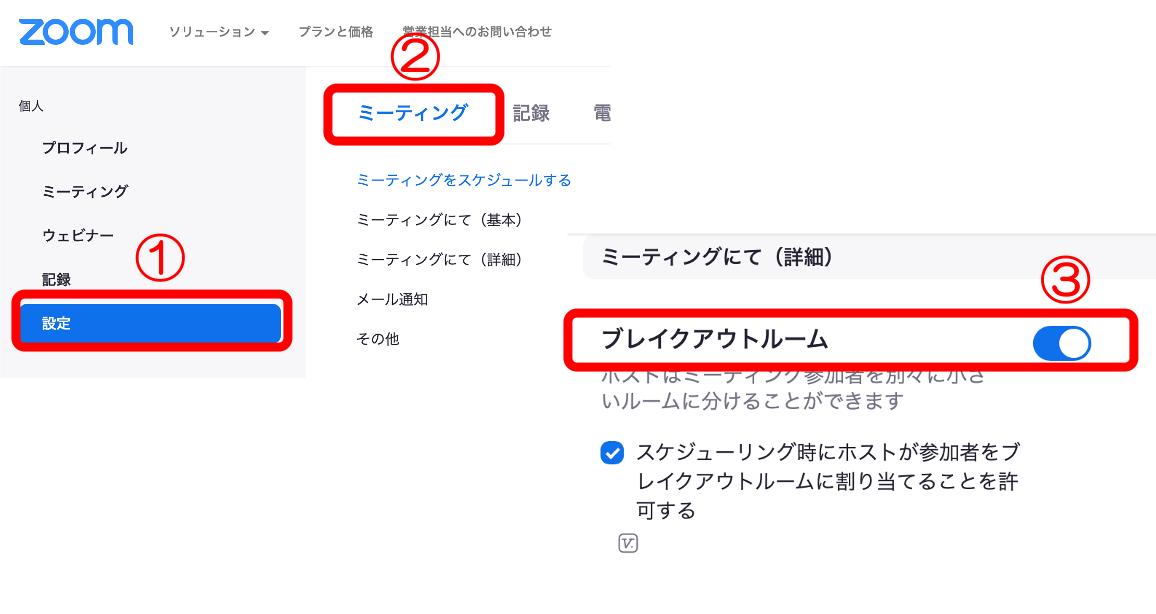 zoom
ソリューション
プランと価格
営業担当へのお問い合わせ
②
個人
プロフィール
ミーティング
ウェビナー
記録
①
設定
ミーティング
記録
電
ミーティングをスケジュールする
ミーティングにて（基本）
ミーティングにて（詳細）
メール通知
その他
ミーティングにて（詳細）
③
ブレイクアウトルーム
ホストはミーティング参加者を別々に小さ
いルームに分けることができます
スケジューリング時にホストが参加者をブ
レイクアウトルームに割り当てることを許
可する
V.